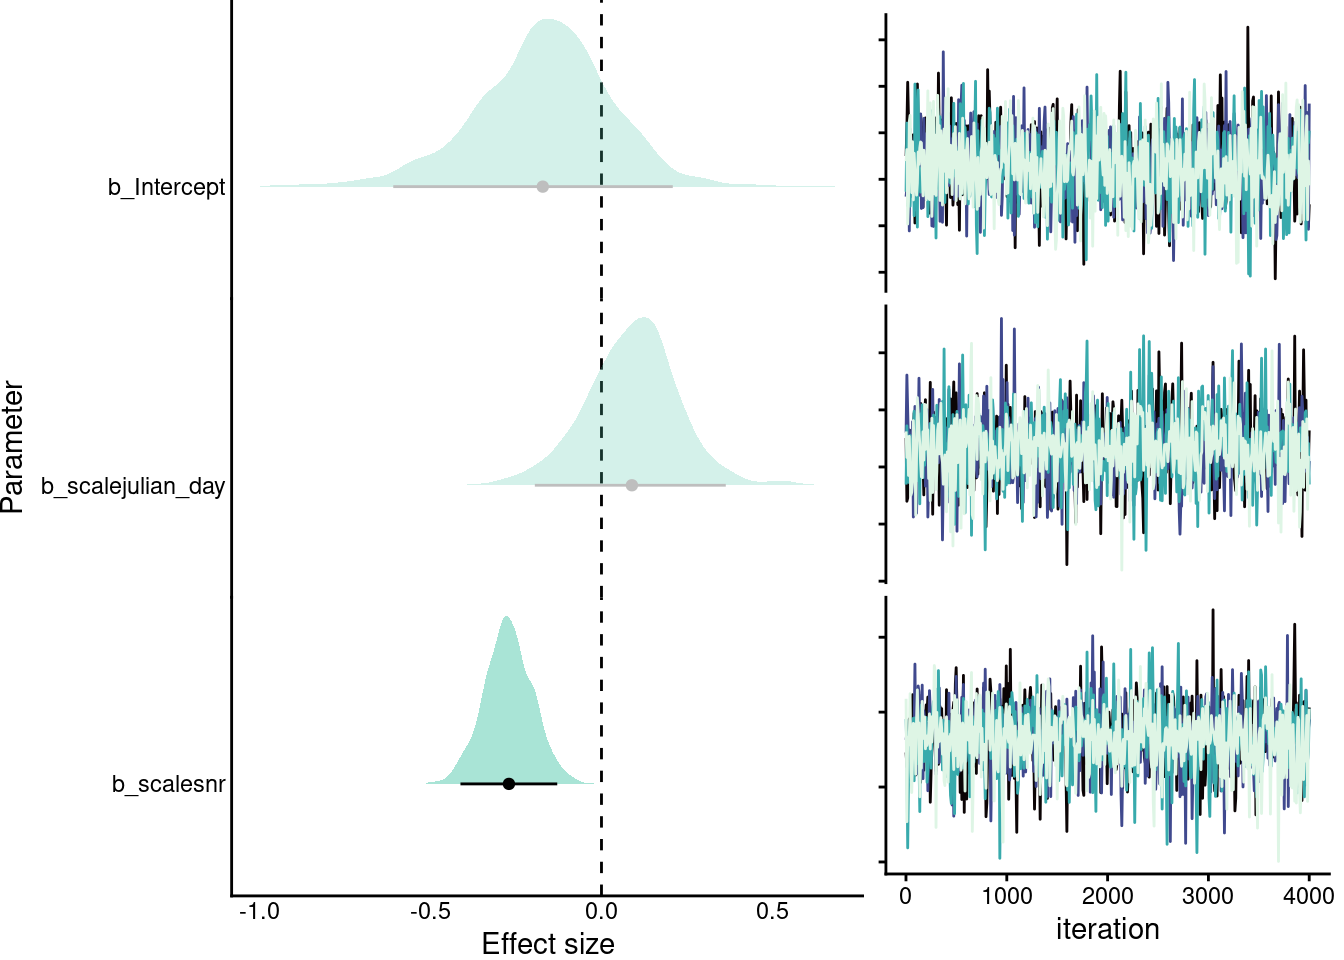 Parameter
b_Intercept
b_scalejulian_day
b_scalesnr
-1.0 -0.5 0.0 0.5
Effect size
0 1000 2000 3000 4000
iteration